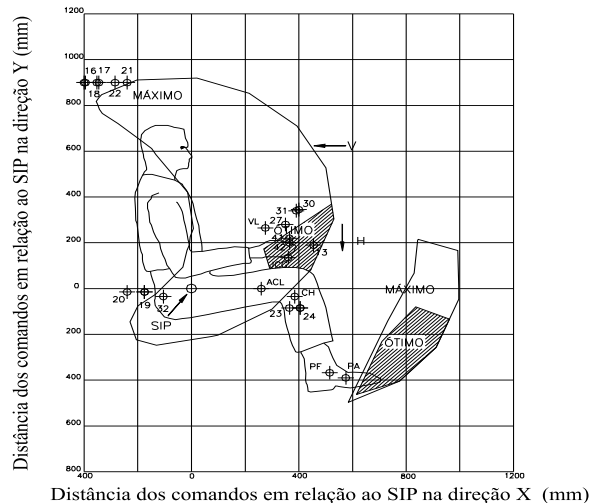 Distância dos comandos em relação ao SIP na direção Y (mm)
1200
1000
800
600
400
200
0
200
400
600
800
16 17 21
18 22 MÁXIMO
V
30
31
27
VL
H
13
ACL
MÁXIMO
CH
20 19 32
SIP
23 24
ÓTIMO
PF PA
400 0 400 800 1200
Distância dos comandos em relação ao SIP na direção X (mm)